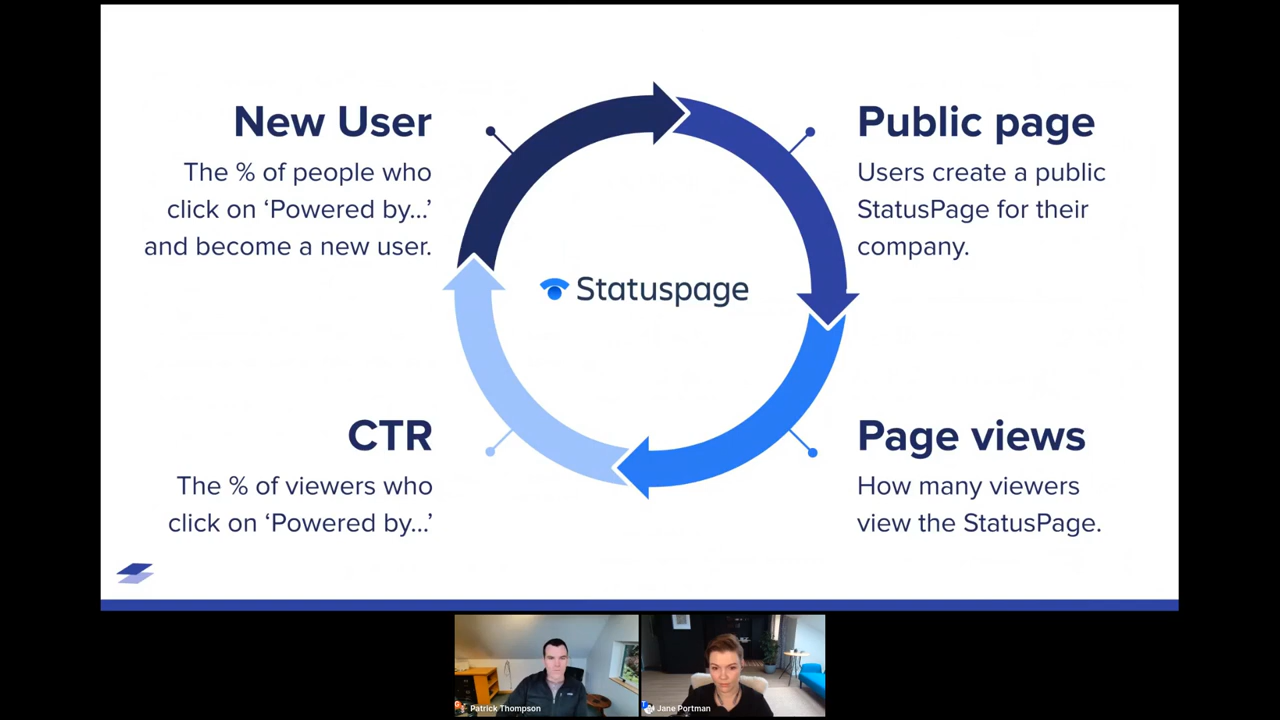 New User
The % of people who
click on ‘Powered by...’
and become a new user.
Public page
Users create a public
StatusPage for their
company.
Statuspage
CTR
The % of viewers who
click on ‘Powered by...’
Page views
How many viewers
view the StatusPage.
Patrick Thompson
Jane Portman